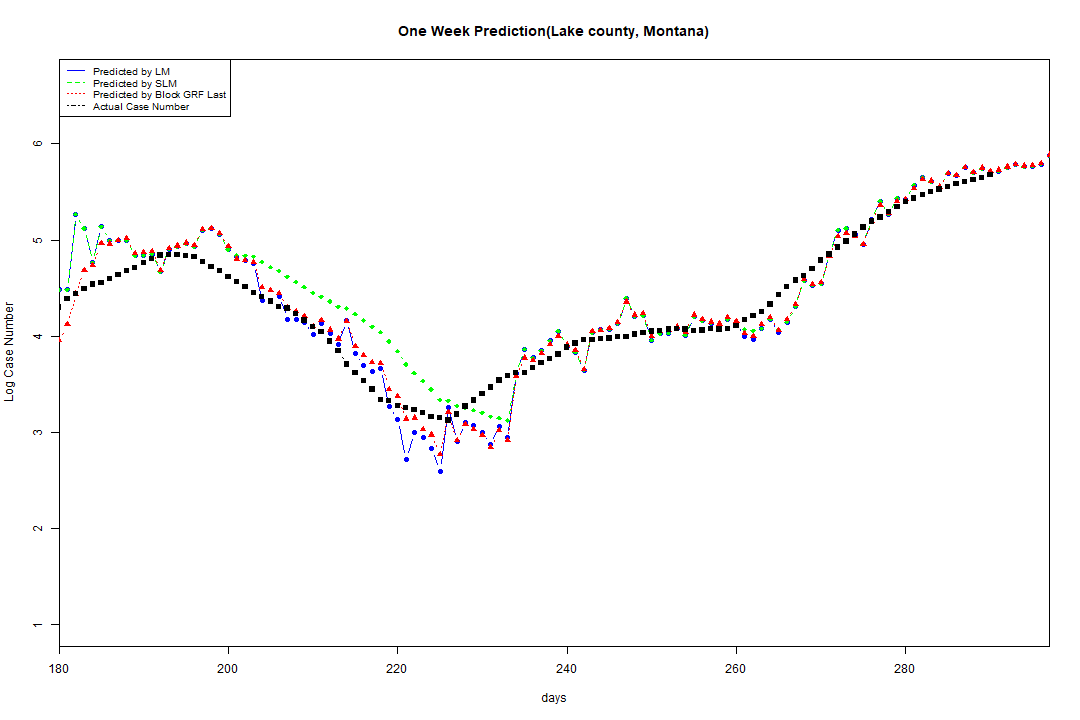 One Week Prediction(Lake county, Montana)
Predicted by LM
Predicted by SLM
Predicted by Block GRF Last
Actual Case Number
6
5
4
3
2
1
Log Case Number
180 200 220 240 260 280
days